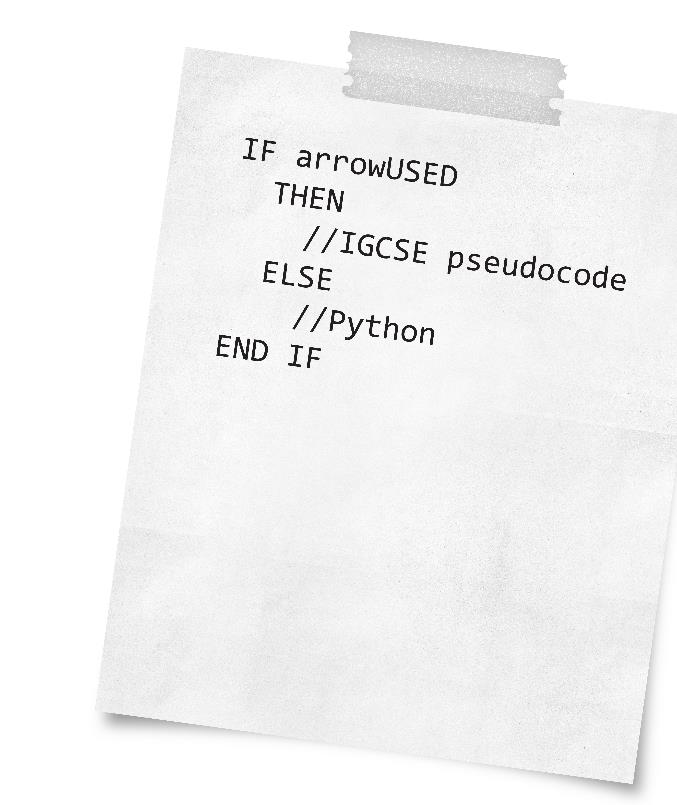 IF arrowUSED
THEN
//IGCSE pseudocode
ELSE
//Python
END IF